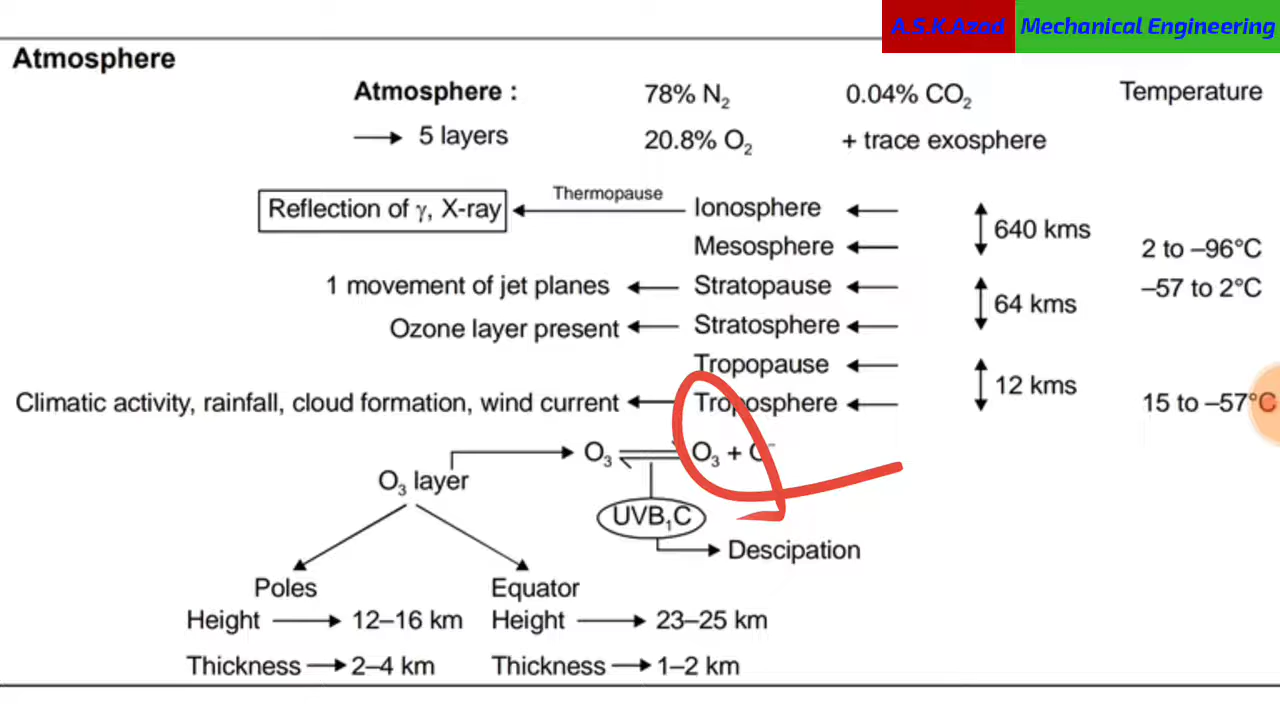 A.S.K.Azad Mechanical Engineering
Atmosphere
Atmosphere : 78% N₂ 0.04% CO₂ Temperature
→ 5 layers 20.8% O₂ + trace exosphere
Reflection of γ, X-ray ← Thermopause Ionosphere ←
640 kms
Mesosphere ← 2 to –96°C
1 movement of jet planes ← Stratopause ← –57 to 2°C
64 kms
Ozone layer present ← Stratosphere ←
Tropopause ←
12 kms
Climatic activity, rainfall, cloud formation, wind current ← Troposphere ← 15 to –57°C
O₃ ⇌ O₃ +
O₃ layer
UVB₁C
Descipation
Poles Equator
Height → 12–16 km Height → 23–25 km
Thickness → 2–4 km Thickness → 1–2 km